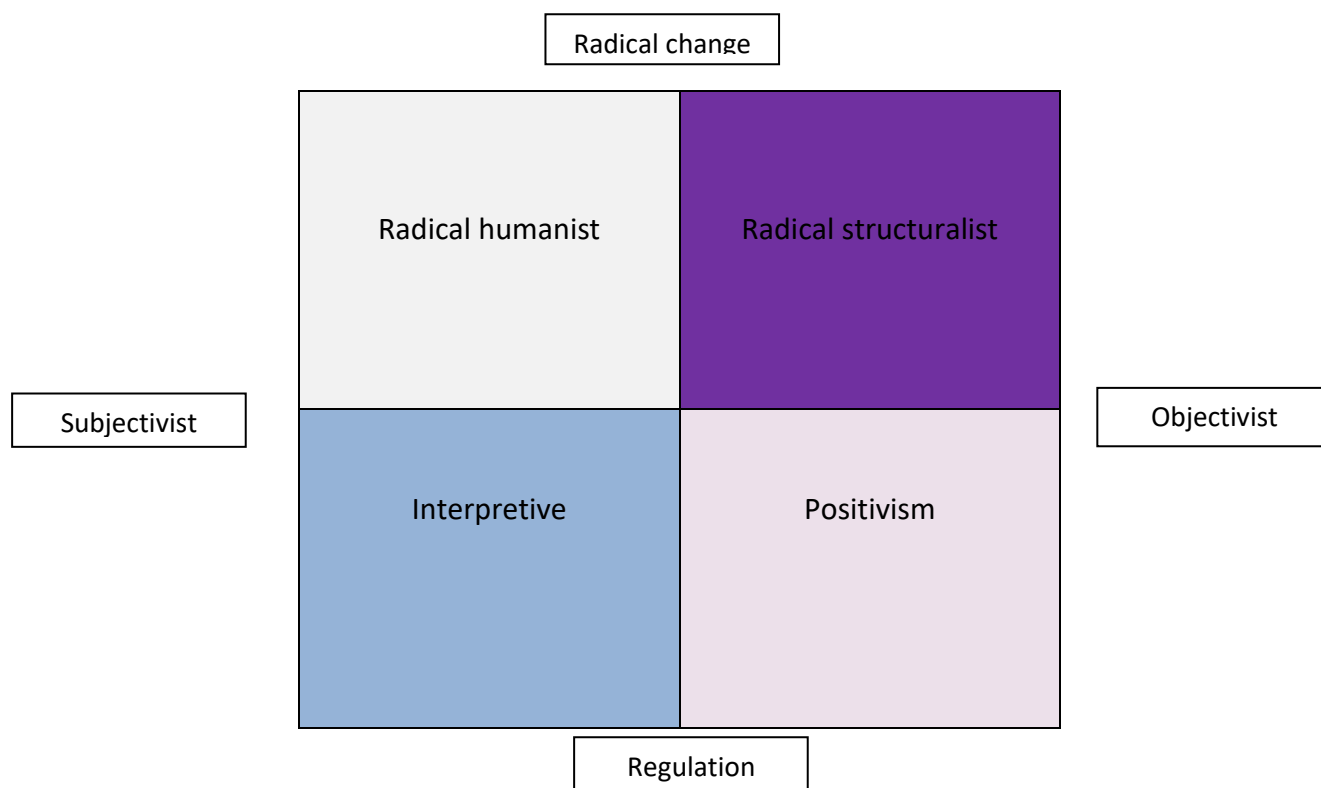 Radical change
Radical humanist
Radical structuralist
Subjectivist
Objectivist
Interpretive
Positivism
Regulation